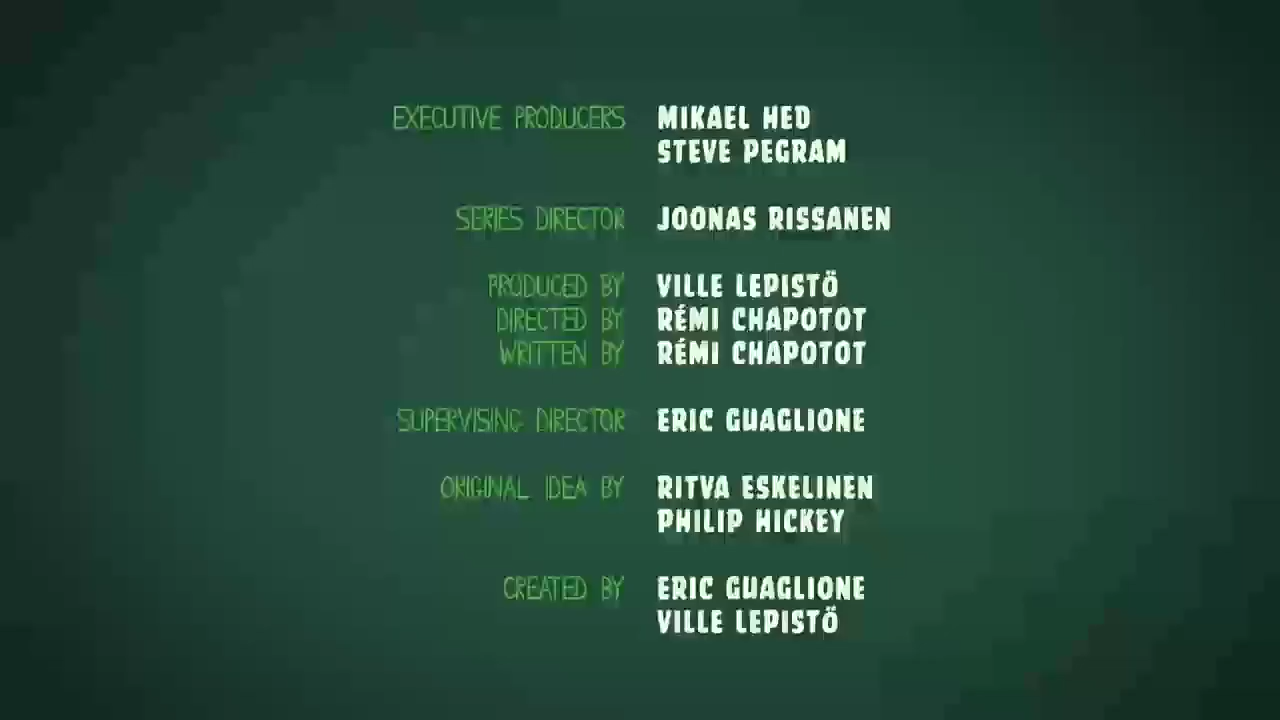 EXECUTIVE PRODUCERS MIKAEL HED
STEVE PEGRAM
SERIES DIRECTOR JOONAS RISSANEN
PRODUCED BY VILLE LEPISTÖ
DIRECTED BY RÉMI CHAPOTOT
WRITTEN BY RÉMI CHAPOTOT
SUPERVISING DIRECTOR ERIC GUAGLIONE
ORIGINAL IDEA BY RITVA ESKELINEN
PHILIP HICKEY
CREATED BY ERIC GUAGLIONE
VILLE LEPISTÖ